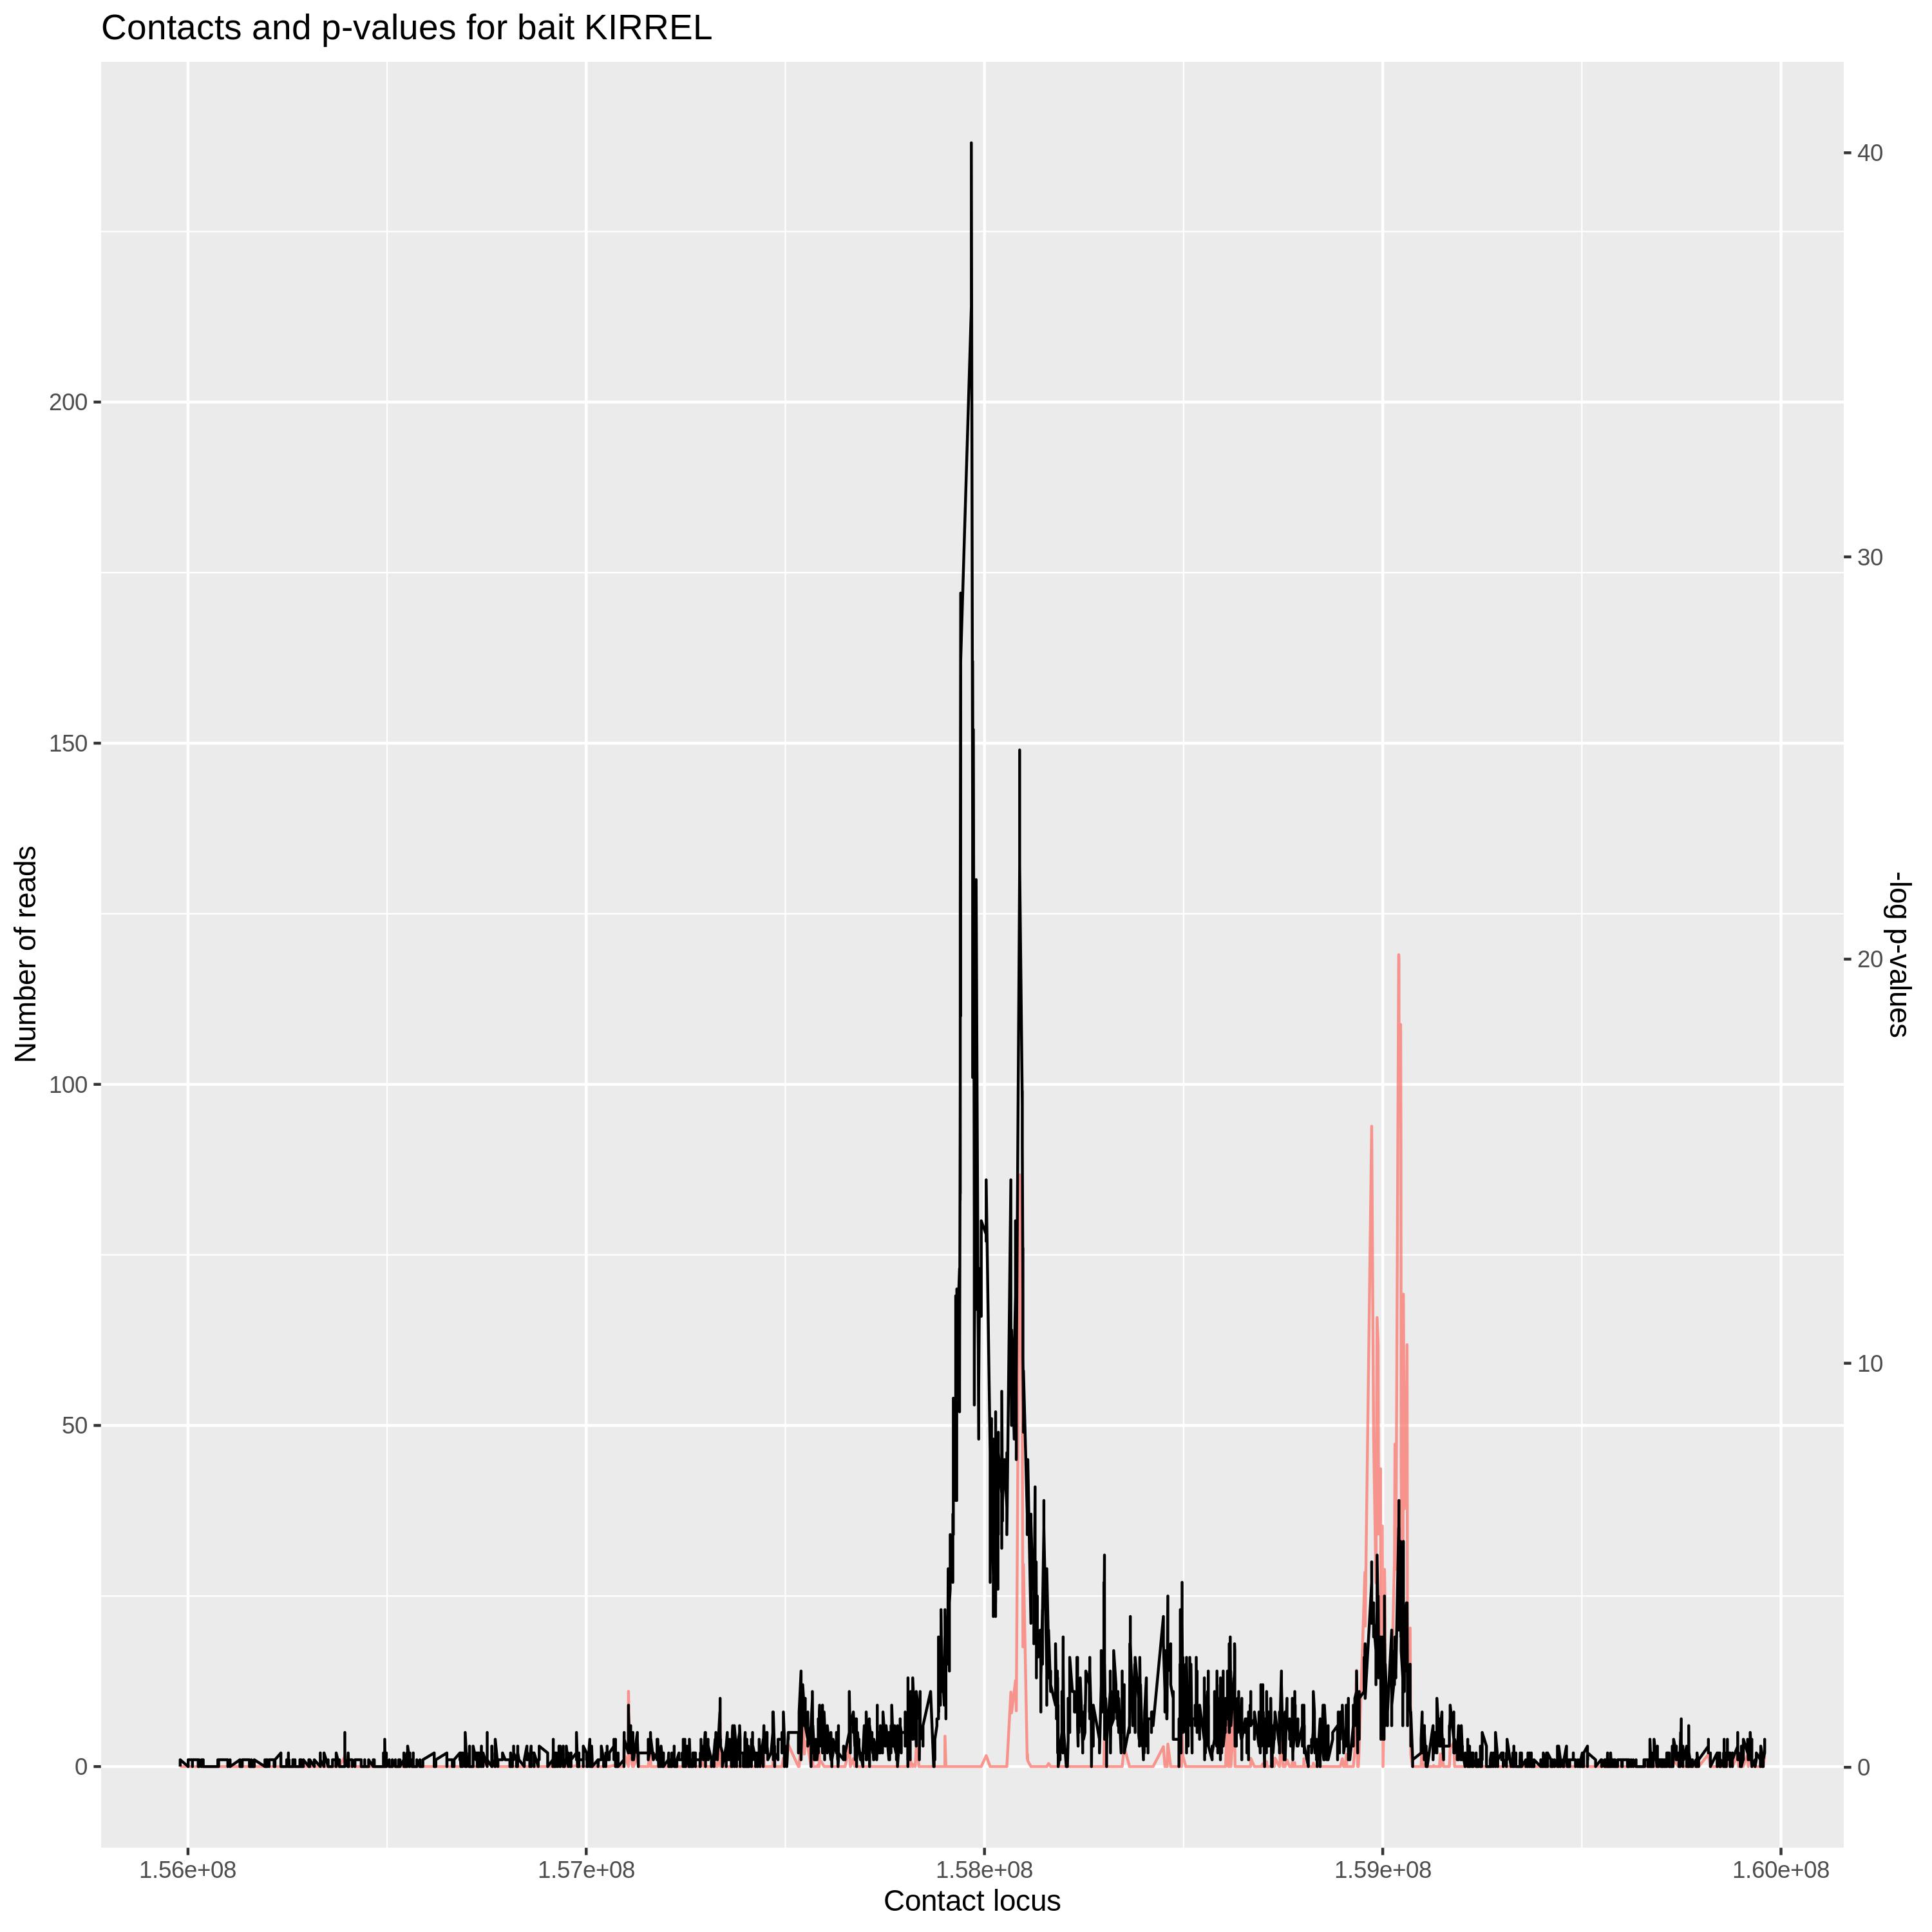 Contacts and p-values for bait KIRREL
Number of reads
200
150
100
50
0
40
30
20
10
0
-log p-values
1.56e+08 1.57e+08 1.58e+08 1.59e+08 1.60e+08
Contact locus